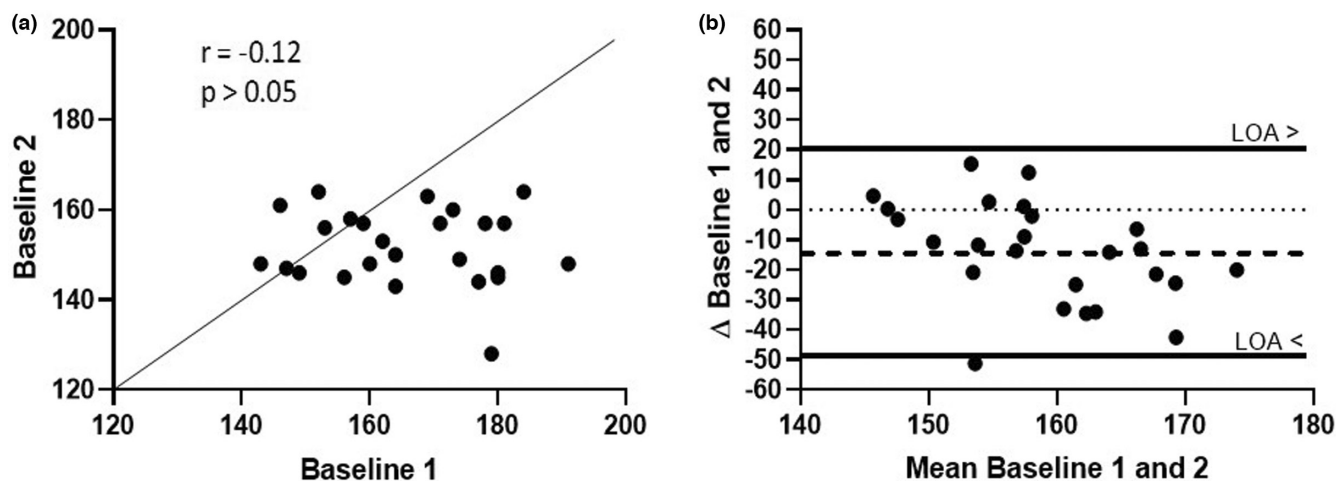 (a)
r = -0.12
p > 0.05
Baseline 2
200
180
160
140
120
120 140 160 180 200
Baseline 1
(b)
Δ Baseline 1 and 2
60
50
40
30
20
10
0
-10
-20
-30
-40
-50
-60
LOA >
LOA <
140 150 160 170 180
Mean Baseline 1 and 2